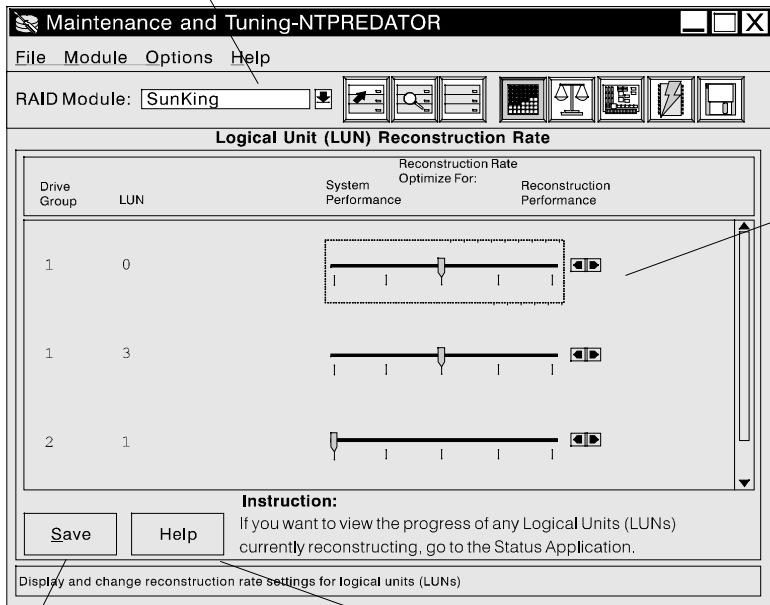 Maintenance and Tuning-NTPREDATOR
File Module Options Help
RAID Module: SunKing
Logical Unit (LUN) Reconstruction Rate
Reconstruction Rate
Optimize For:
Drive Group LUN System Performance Reconstruction Performance
1 0
1 3
2 1
Save Help
Instruction:
If you want to view the progress of any Logical Units (LUNs)
currently reconstructing, go to the Status Application.
Display and change reconstruction rate settings for logical units (LUNs)